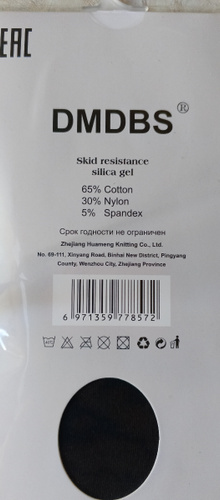 EAC
DMDBS®
Skid resistance
silica gel
65% Cotton
30% Nylon
5% Spandex
Срок годности не ограничен
Zhejiang Huameng Knitting Co., Ltd.
No. 69-111, Xinyang Road, Binhai New District, Pingyang
County, Wenzhou City, Zhejiang Province
6 971359 778572